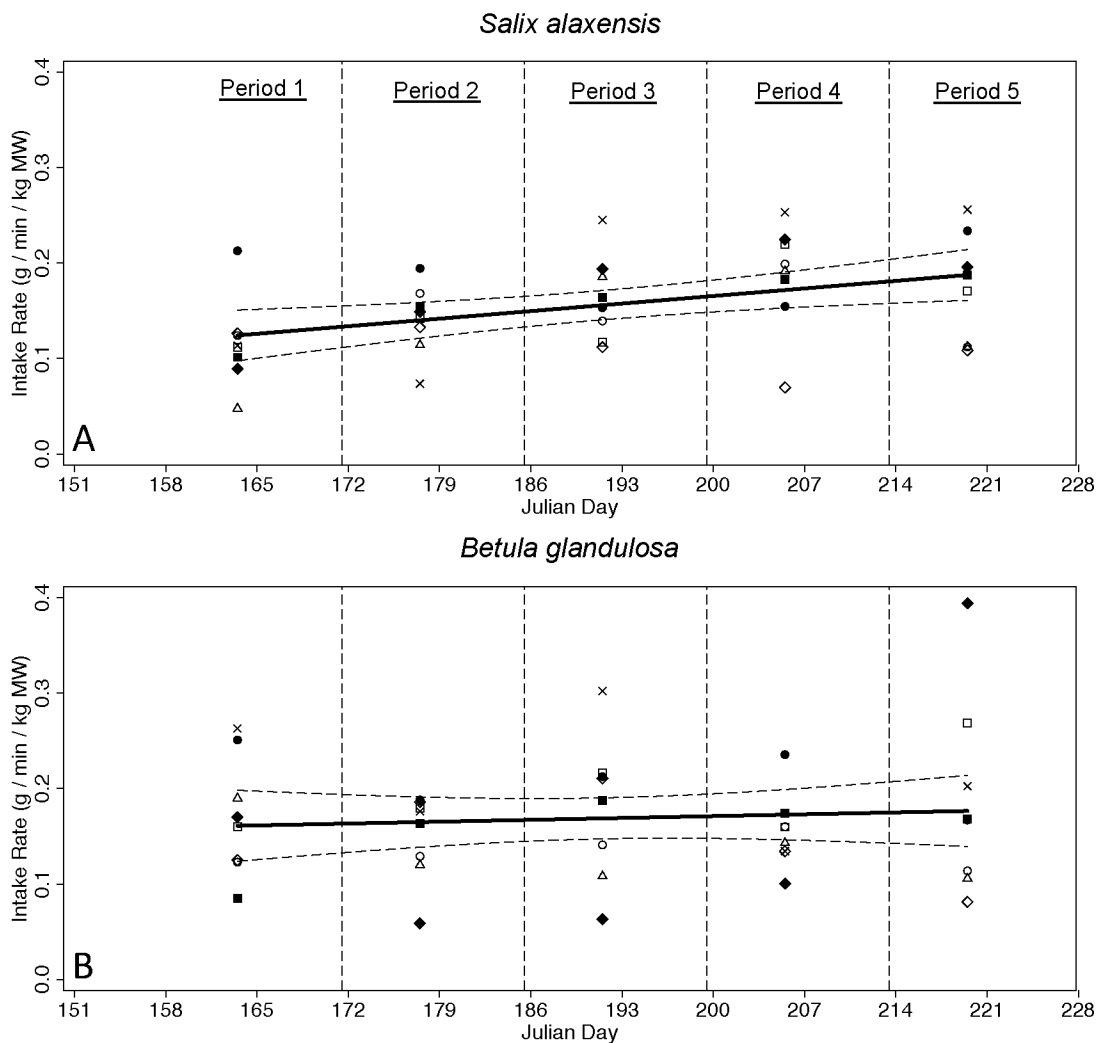 Salix alaxensis
Period 1 Period 2 Period 3 Period 4 Period 5
Intake Rate (g / min / kg MW)
0.4
0.3
0.2
0.1
0.0
A
151 158 165 172 179 186 193 200 207 214 221 228
Julian Day
Betula glandulosa
Intake Rate (g / min / kg MW)
0.4
0.3
0.2
0.1
0.0
B
151 158 165 172 179 186 193 200 207 214 221 228
Julian Day